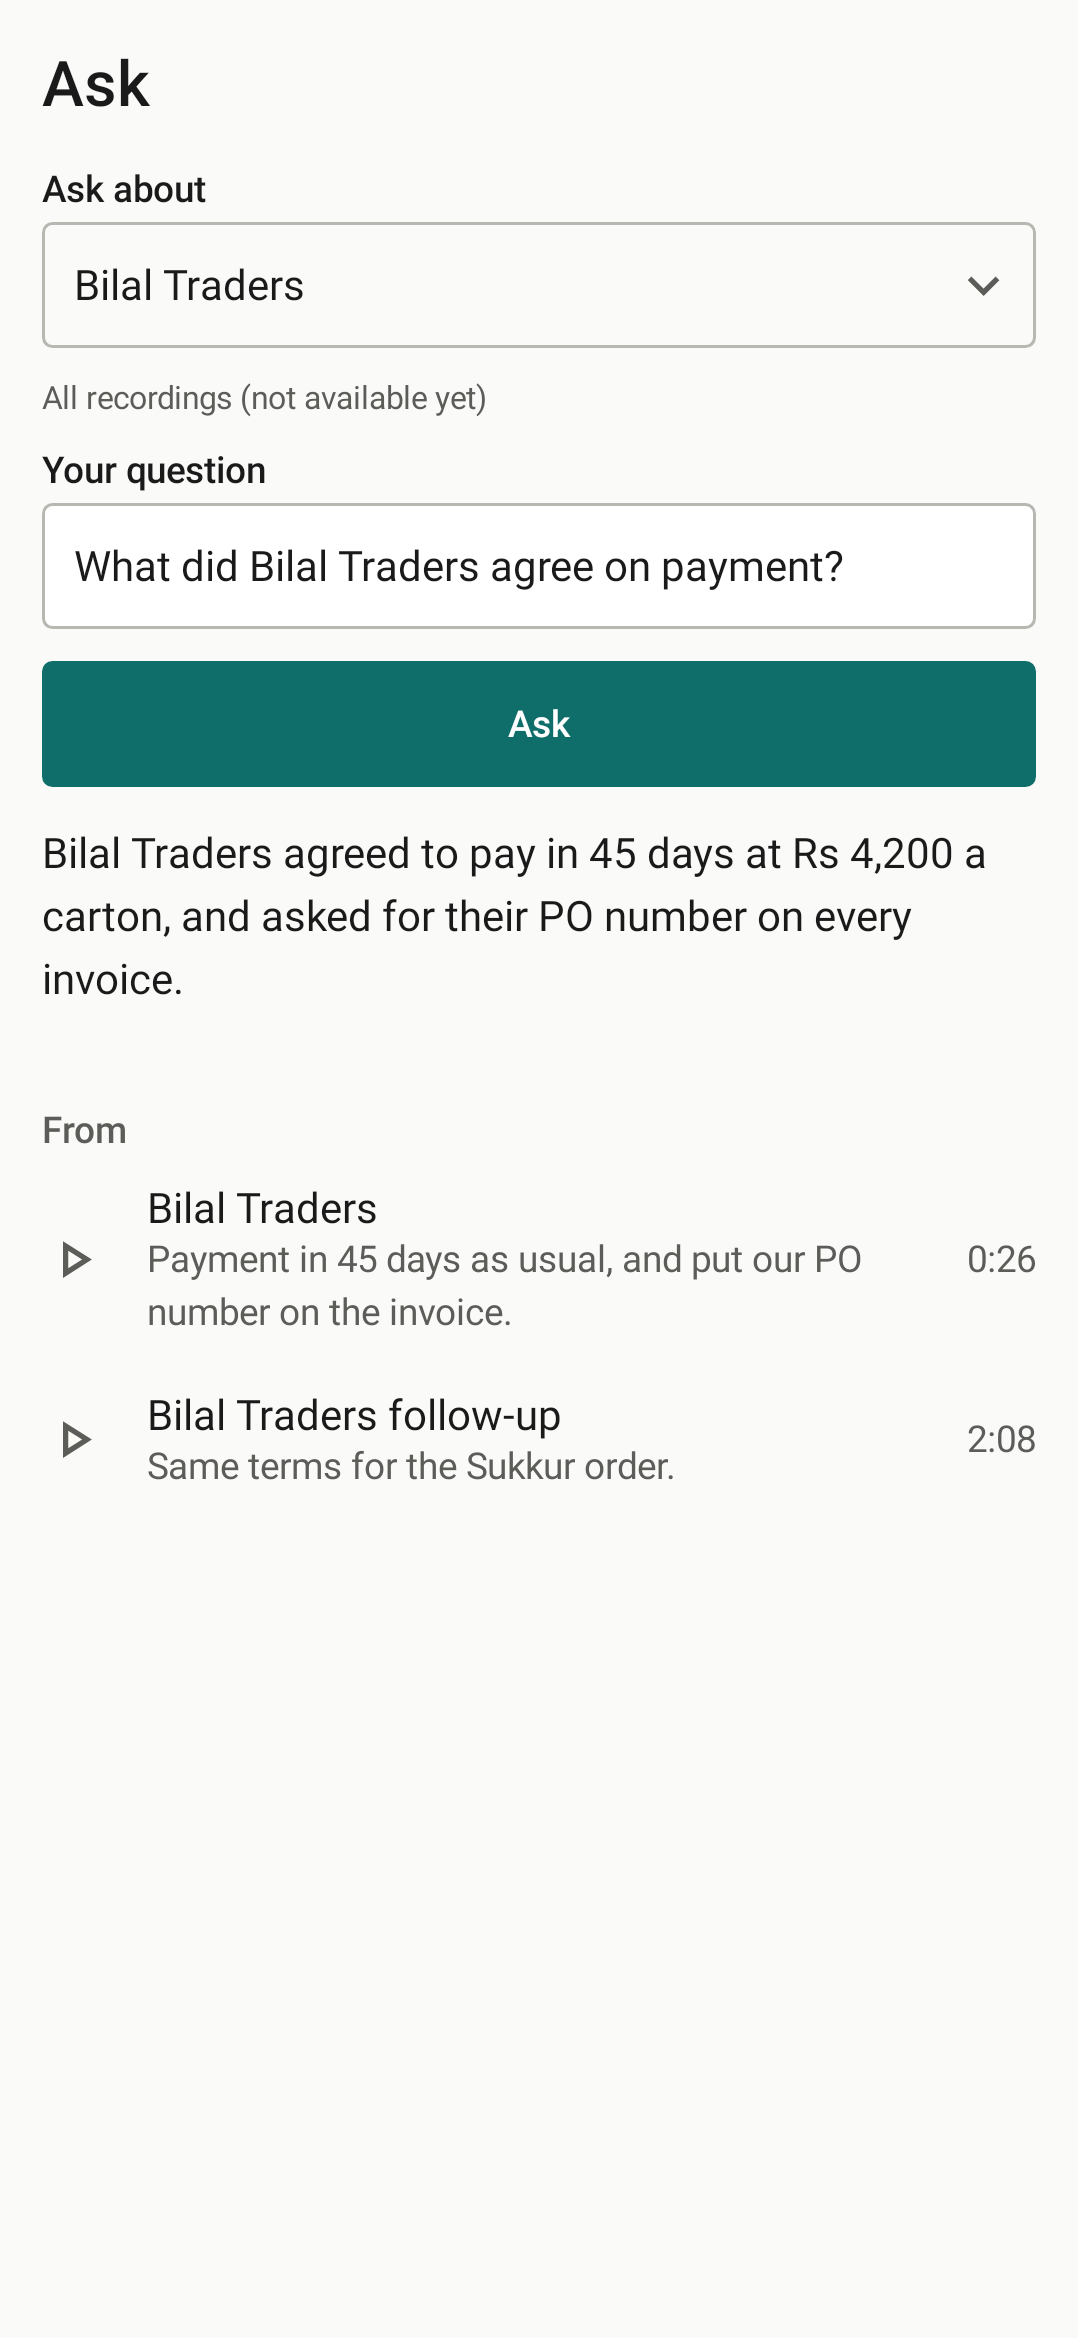 Ask
Ask about
Bilal Traders
All recordings (not available yet)
Your question
What did Bilal Traders agree on payment?
Ask
Bilal Traders agreed to pay in 45 days at Rs 4,200 a
carton, and asked for their PO number on every
invoice.
From
Bilal Traders
Payment in 45 days as usual, and put our PO
number on the invoice.
0:26
Bilal Traders follow-up
Same terms for the Sukkur order.
2:08